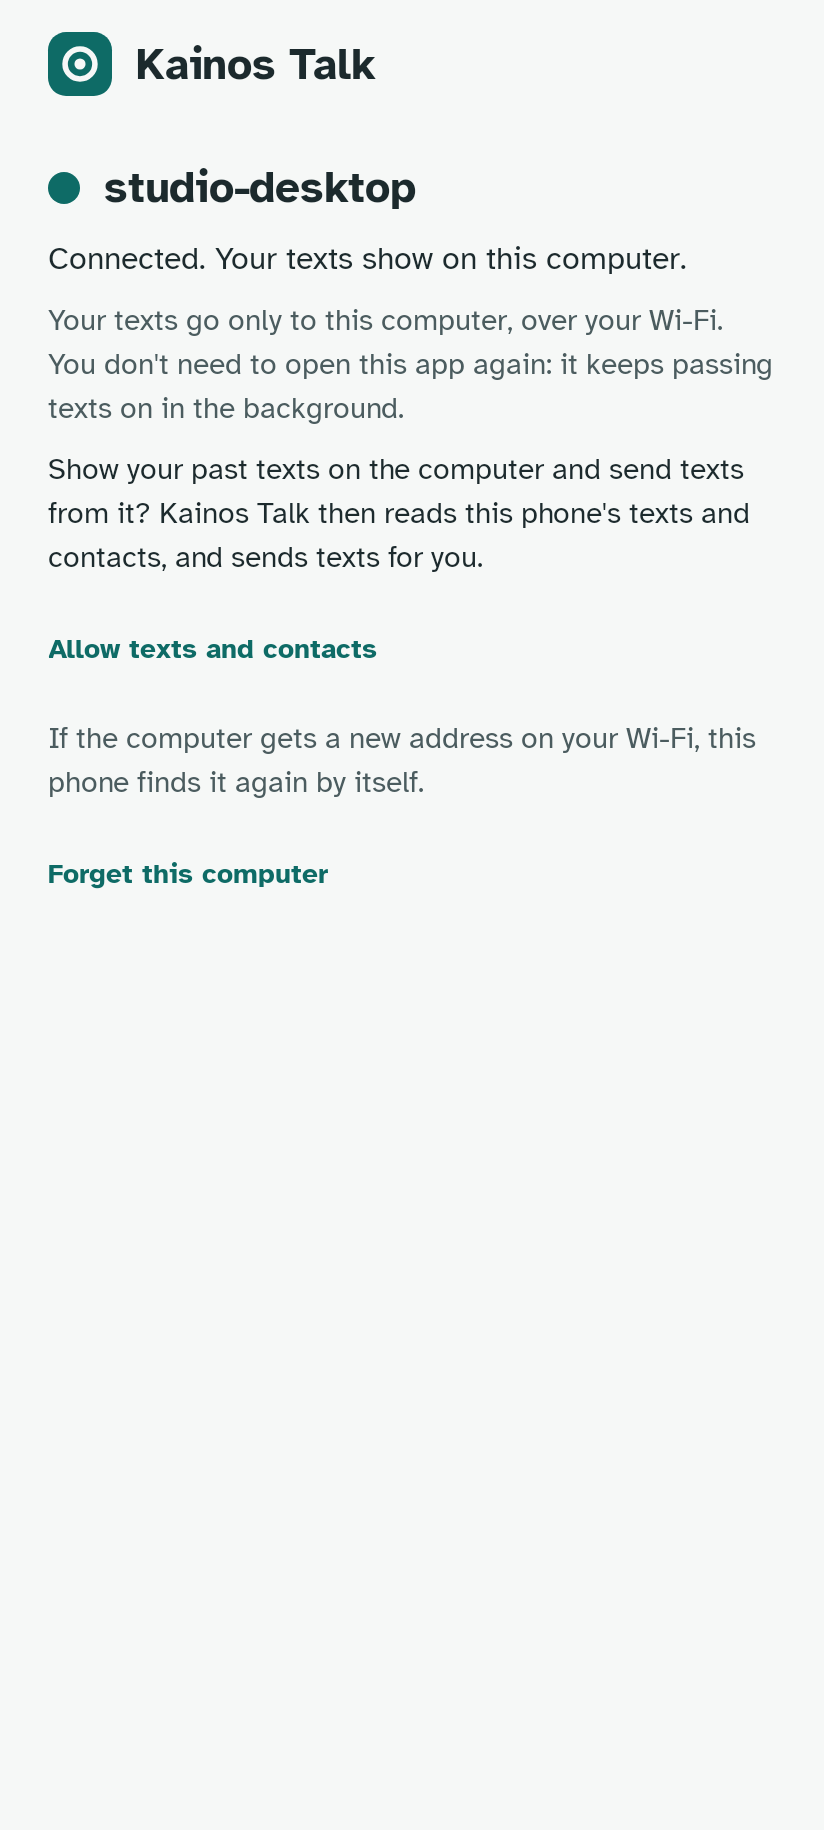 Kainos Talk
studio-desktop
Connected. Your texts show on this computer.
Your texts go only to this computer, over your Wi-Fi.
You don't need to open this app again: it keeps passing
texts on in the background.
Show your past texts on the computer and send texts
from it? Kainos Talk then reads this phone's texts and
contacts, and sends texts for you.
Allow texts and contacts
If the computer gets a new address on your Wi-Fi, this
phone finds it again by itself.
Forget this computer